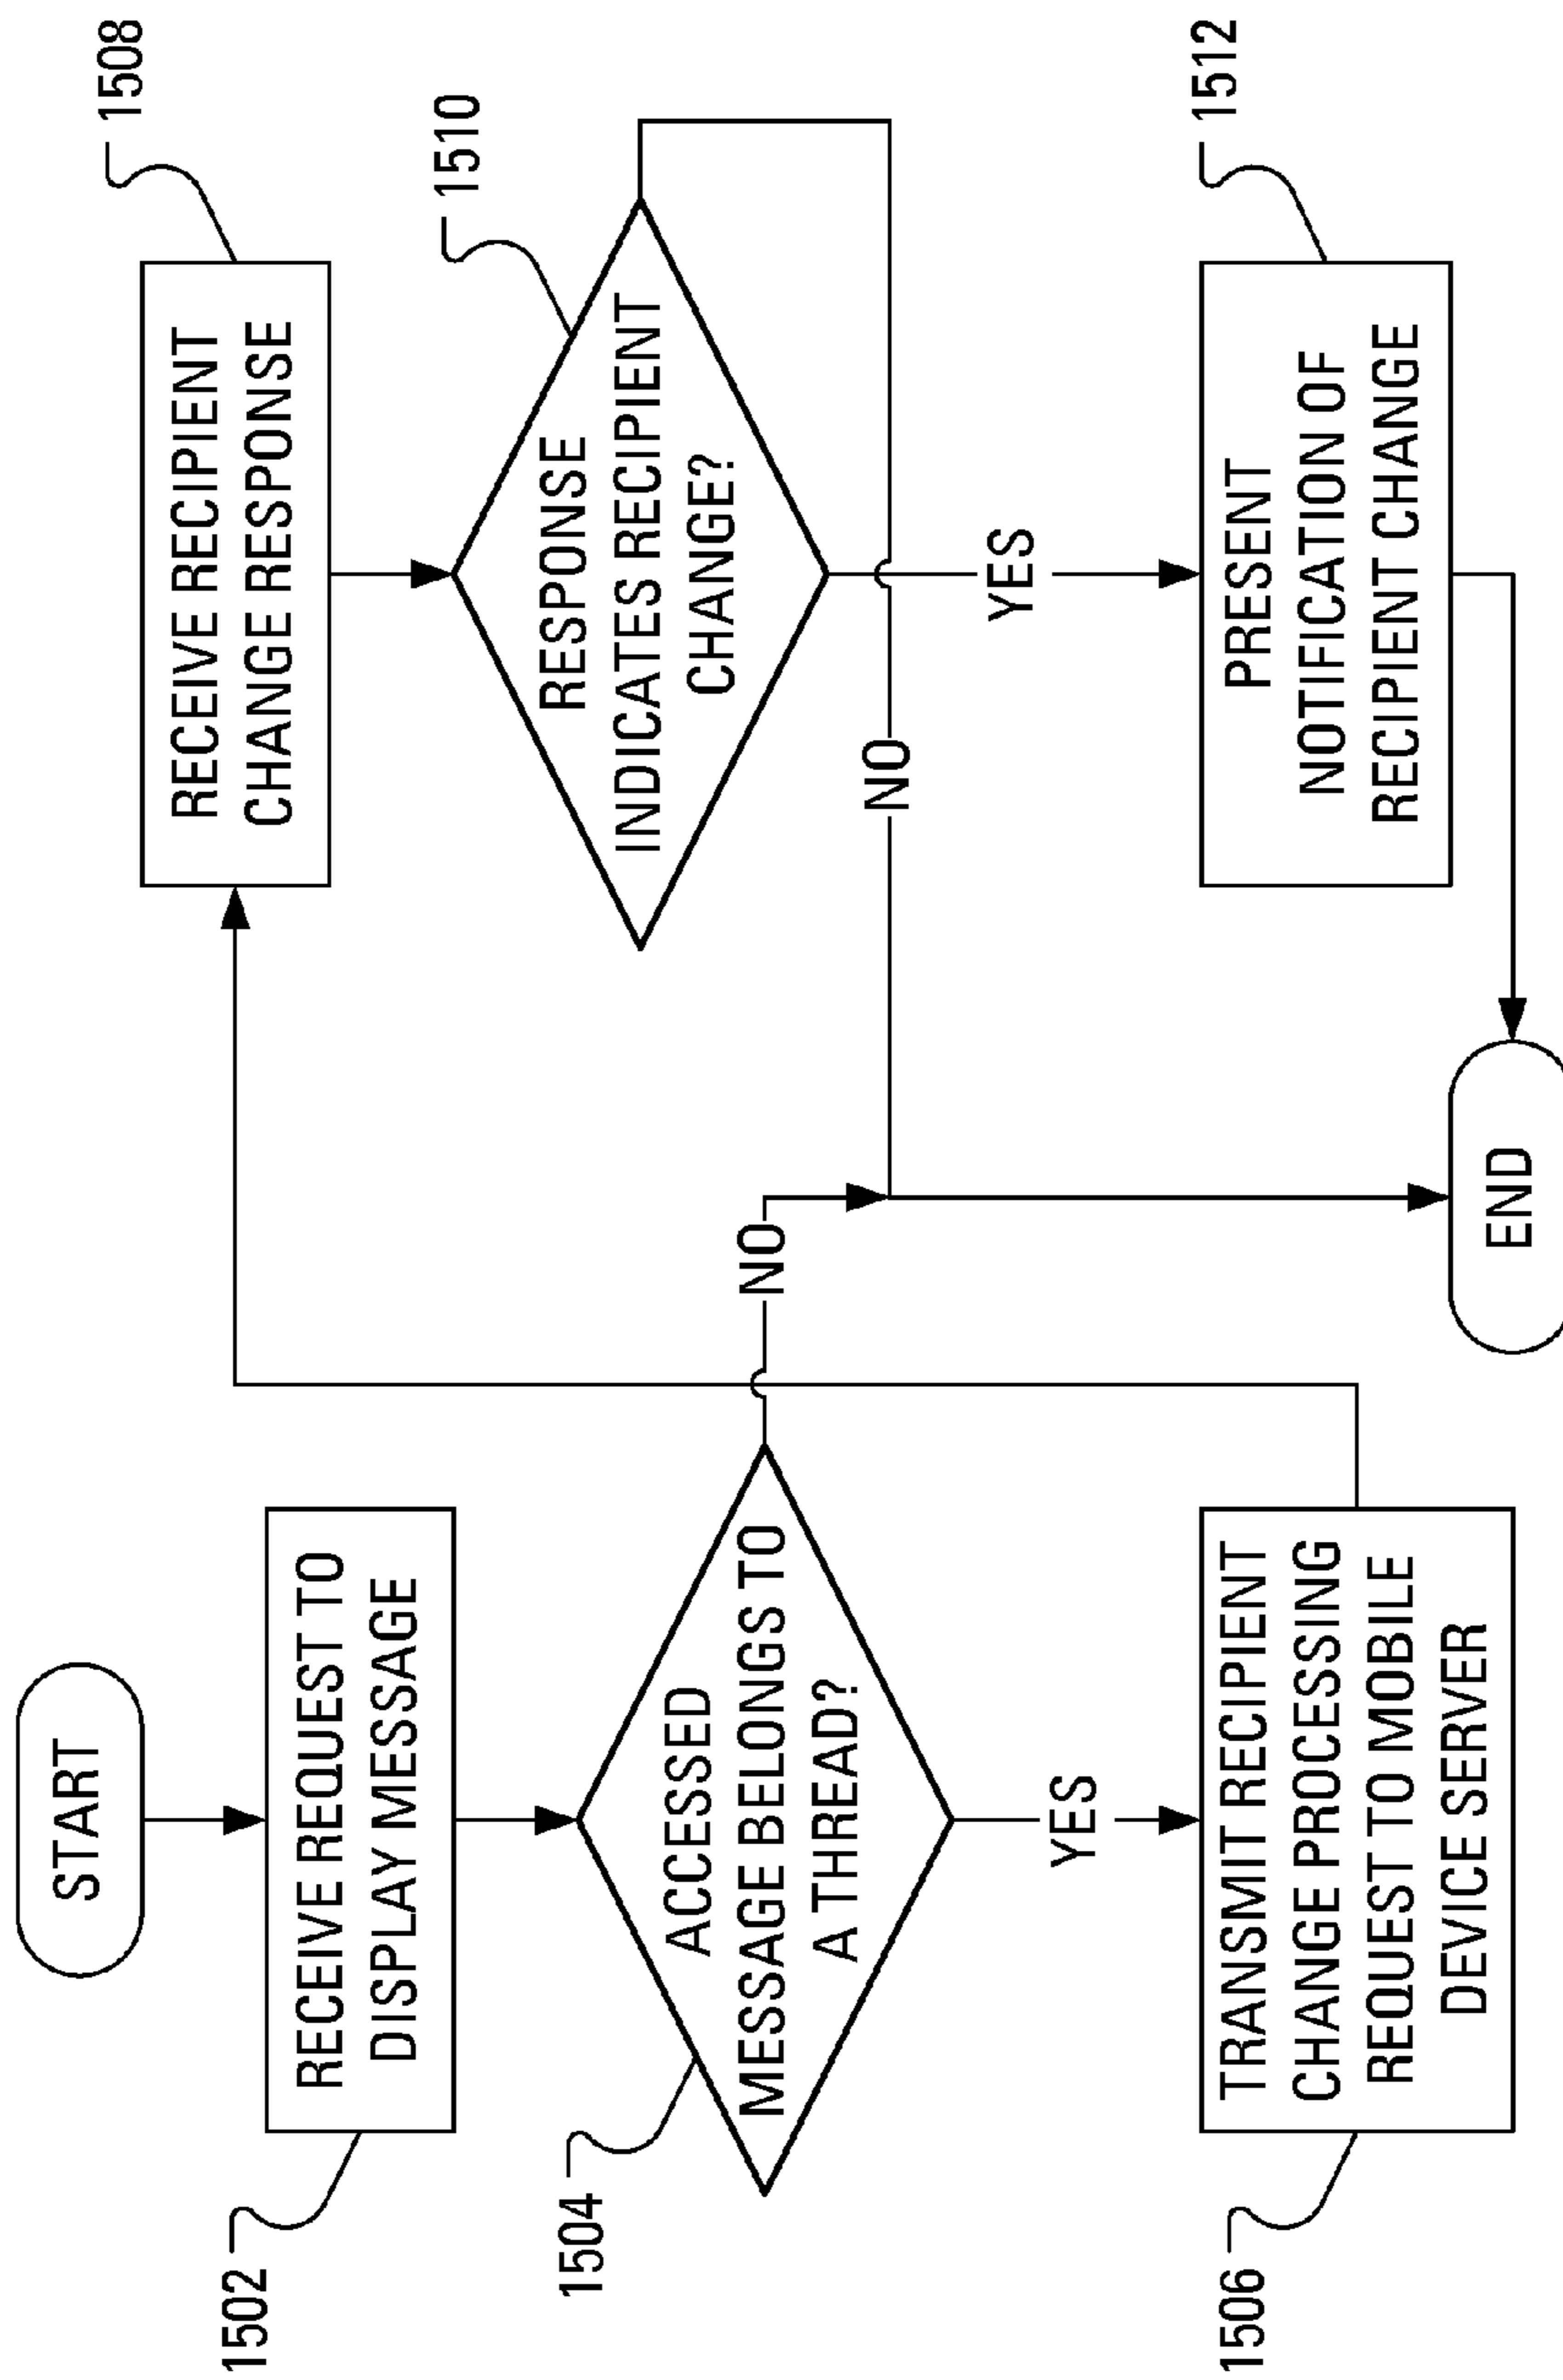 START
1502
RECEIVE REQUEST TO
DISPLAY MESSAGE
1504
ACCESSED
MESSAGE BELONGS TO
A THREAD?
NO
YES
1506
TRANSMIT RECIPIENT
CHANGE PROCESSING
REQUEST TO MOBILE
DEVICE SERVER
1508
RECEIVE RECIPIENT
CHANGE RESPONSE
1510
RESPONSE
INDICATES RECIPIENT
CHANGE?
NO
YES
1512
PRESENT
NOTIFICATION OF
RECIPIENT CHANGE
END